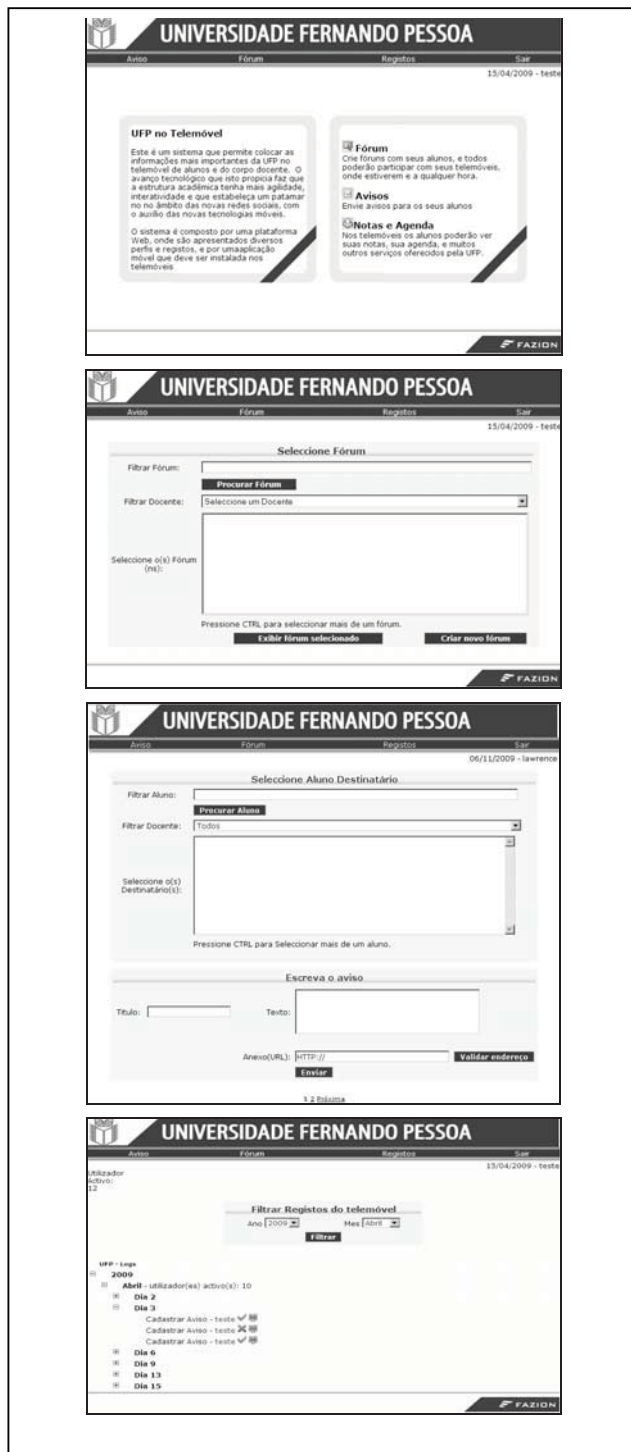 UNIVERSIDADE FERNANDO PESSOA
Aviso Fórum Registos Sair
15/04/2009 - teste
UFP no Telemóvel
Este é um sistema que permite colocar as
informações mais importantes da UFP no
telemóvel de alunos e do corpo docente. O
avanço tecnológico que isto propicia faz que
a estrutura acadêmica tenha mais agilidade,
interatividade e que estabeleça um patamar
no no âmbito das novas redes sociais, com
o auxílio das novas tecnologias móveis.
O sistema é composto por uma plataforma
Web, onde são apresentados diversos
perfis e registos, e por umaaplicação
móvel que deve ser instalada nos
telemóveis
Fórum
Crie fóruns com seus alunos, e todos
poderão participar com seus telemóveis,
onde estiverem e a qualquer hora.
Avisos
Envie avisos para os seus alunos
Notas e Agenda
Nos telemóveis os alunos poderão ver
suas notas, sua agenda, e muitos
outros serviços oferecidos pela UFP.
FAZION
UNIVERSIDADE FERNANDO PESSOA
Aviso Fórum Registos Sair
15/04/2009 - teste
Seleccione Fórum
Filtrar Fórum:
Procurar Fórum
Filtrar Docente: Seleccione um Docente
Seleccione o(s) Fórum
(ns):
Pressione CTRL para seleccionar mais de um fórum.
Exibir fórum selecionado Criar novo fórum
FAZION
UNIVERSIDADE FERNANDO PESSOA
Aviso Fórum Registos Sair
06/11/2009 - lawrence
Seleccione Aluno Destinatário
Filtrar Aluno:
Procurar Aluno
Filtrar Docente: Todos
Seleccione o(s)
Destinatário(s):
Pressione CTRL para Seleccionar mais de um aluno.
Escreva o aviso
Titulo: Texto:
Anexo(URL): HTTP:// Validar endereço
Enviar
1 2 Próxima
UNIVERSIDADE FERNANDO PESSOA
Aviso Fórum Registos Sair
15/04/2009 - teste
Utilizador
Activo:
12
Filtrar Registos do telemóvel
Ano 2009 Mes Abril
Filtrar
UFP - Logs
2009
Abril - utilizador(es) activo(s): 10
Dia 2
Dia 3
Cadastrar Aviso - teste
Cadastrar Aviso - teste
Cadastrar Aviso - teste
Dia 6
Dia 9
Dia 13
Dia 15
FAZION